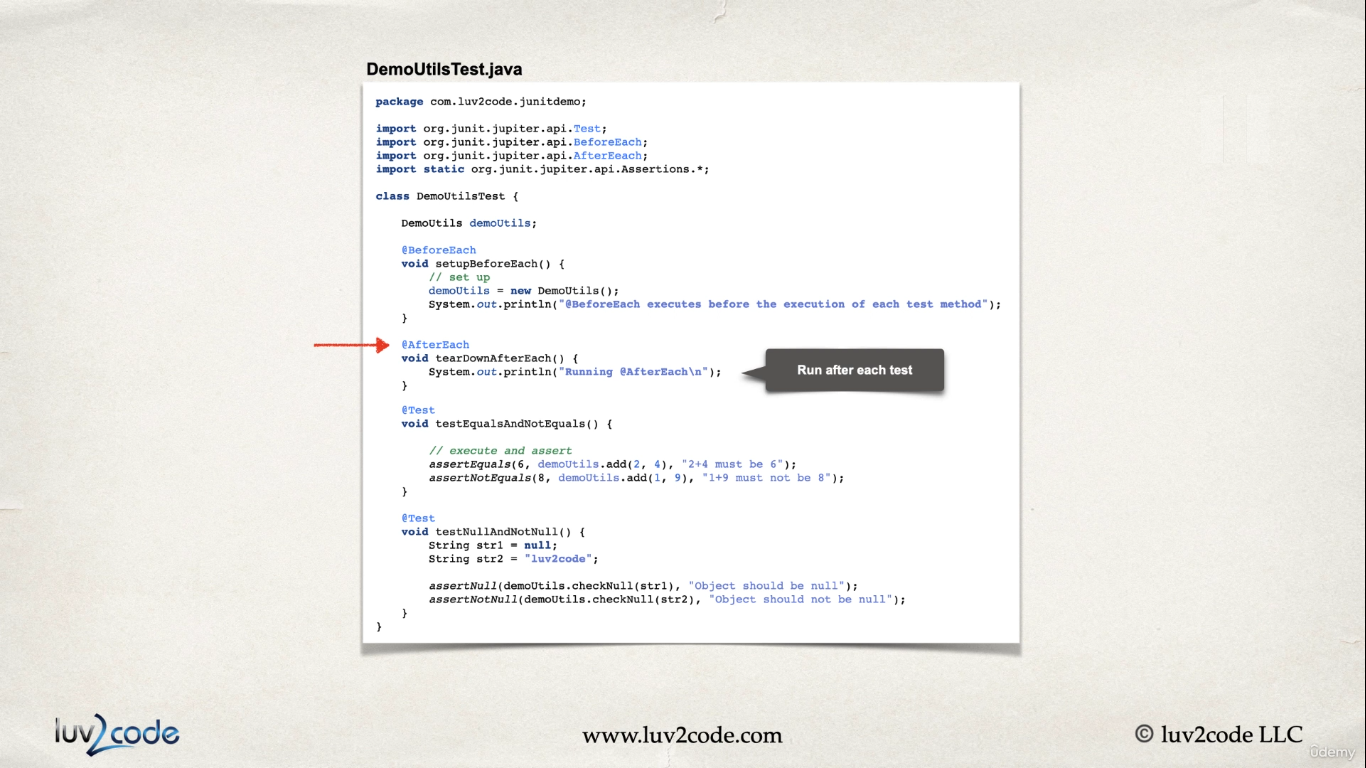 DemoUtilsTest.java
package com.luv2code.junitdemo;
import org.junit.jupiter.api.Test;
import org.junit.jupiter.api.BeforeEach;
import org.junit.jupiter.api.AfterEeach;
import static org.junit.jupiter.api.Assertions.*;
class DemoUtilsTest {
DemoUtils demoUtils;
@BeforeEach
void setupBeforeEach() {
// set up
demoUtils = new DemoUtils();
System.out.println("@BeforeEach executes before the execution of each test method");
}
@AfterEach
void tearDownAfterEach() {
System.out.println("Running @AfterEach\n");
}
Run after each test
@Test
void testEqualsAndNotEquals() {
// execute and assert
assertEquals(6, demoUtils.add(2, 4), "2+4 must be 6");
assertNotEquals(8, demoUtils.add(1, 9), "1+9 must not be 8");
}
@Test
void testNullAndNotNull() {
String str1 = null;
String str2 = "luv2code";
assertNull(demoUtils.checkNull(str1), "Object should be null");
assertNotNull(demoUtils.checkNull(str2), "Object should not be null");
}
}
luv2code
www.luv2code.com
© luv2code LLC
ûdemy